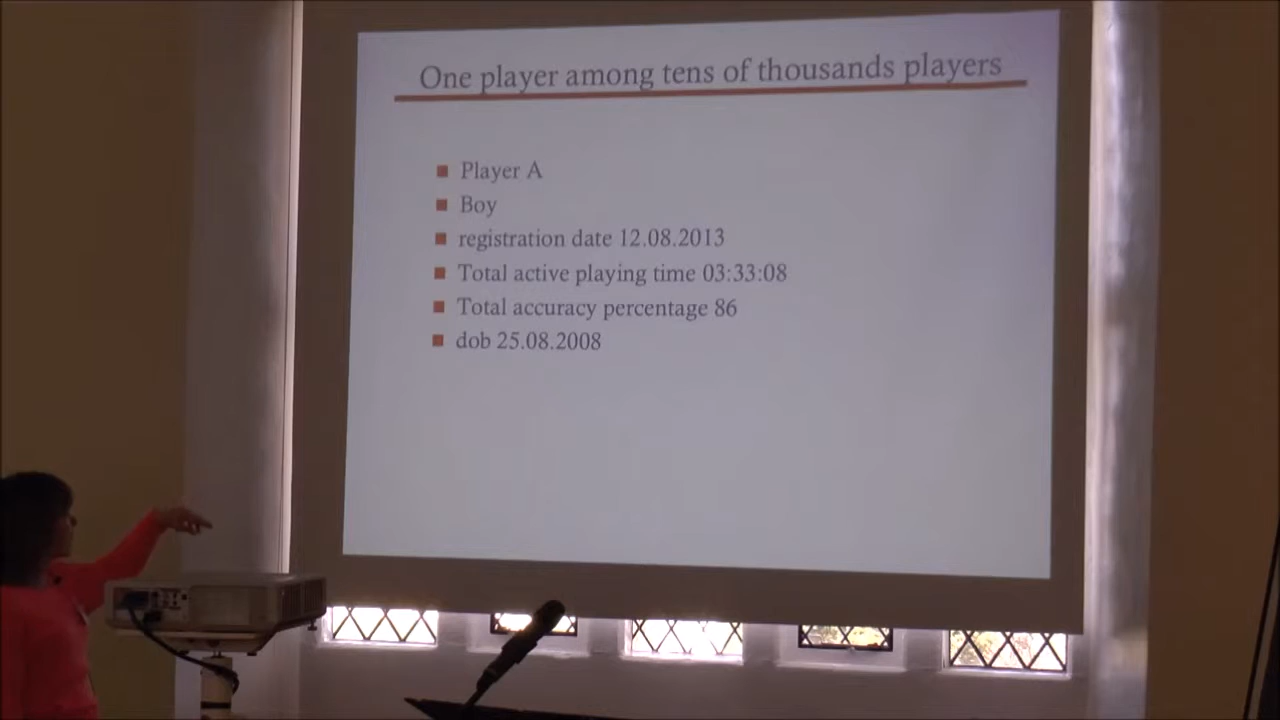 One player among tens of thousands players
Player A
Boy
registration date 12.08.2013
Total active playing time 03:33:08
Total accuracy percentage 86
dob 25.08.2008